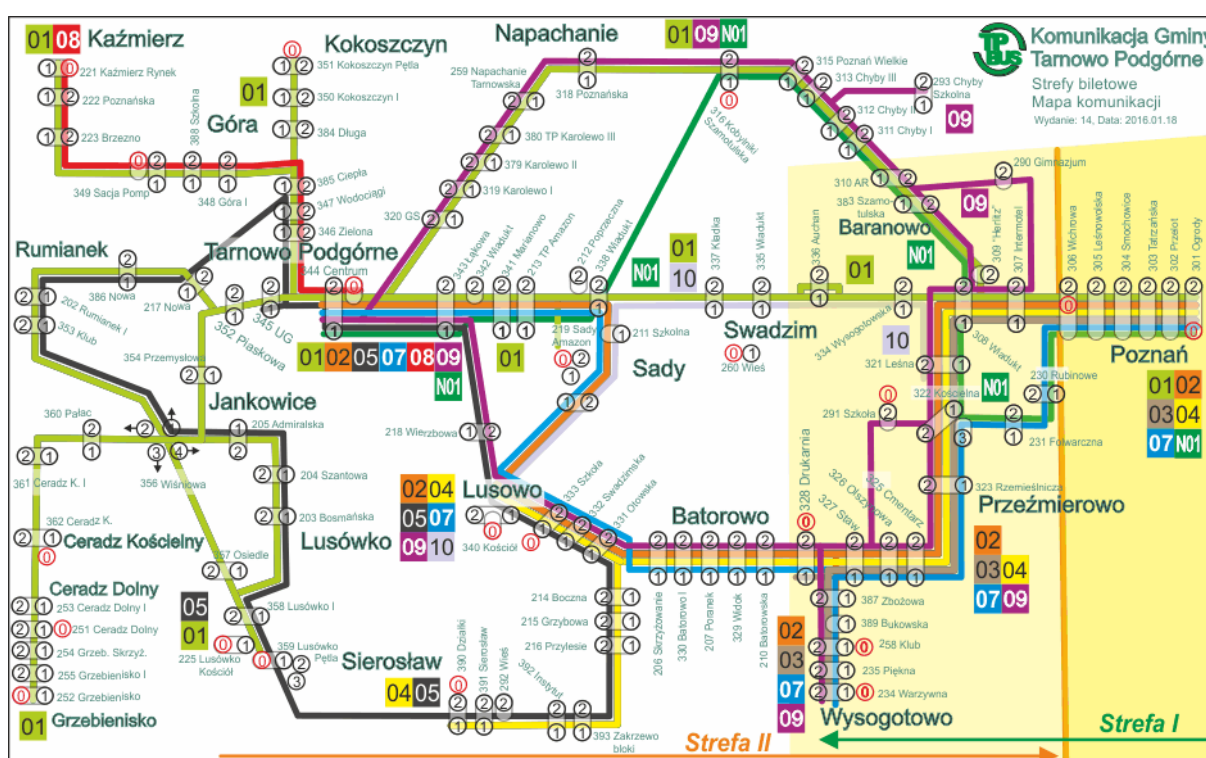 01 08 Kaźmierz
0
221 Kaźmierz Rynek
222 Poznańska
223 Brzezno
349 Sacja Pomp
388 Szkolna
348 Góra I
Góra
01
Kokoszczyn
0
351 Kokoszczyn Pętla
350 Kokoszczyn I
384 Długa
385 Ciepła
347 Wodociągi
346 Zielona
Napachanie
01 09 N01
259 Napachanie
Tarnowska
318 Poznańska
380 TP Karolewo III
379 Karolewo II
319 Karolewo I
320 GS
316 Kobylniki
Szamotulska
315 Poznań Wielkie
313 Chyby III
312 Chyby II
311 Chyby I
293 Chyby
Szkolna
09
TP
BUS
Komunikacja Gminy
Tarnowo Podgórne
Strefy biletowe
Mapa komunikacji
Wydanie: 14, Data: 2016.01.18
290 Gimnazjum
310 AR
383 Szamo-
tulska
Baranowo
N01
09
309 "Herlitz"
307 Intermotel
306 Wichrowa
305 Leśnowolska
304 Smochowice
303 Tatrzańska
302 Przelot
301 Ogrody
Poznań
01 02
03 04
07 N01
Rumianek
386 Nowa
217 Nowa
202 Rumianek I
353 Klub
Tarnowo Podgórne
344 Centrum
345 UG
352 Piaskowa
354 Przemysłowa
343 Łąkowa
342 Wiadukt
341 Marianowo
213 TP Amazon
212 Poprzeczna
338 Wiadukt
01 02 05 07 08 09
N01
01
219 Sady
Amazon
211 Szkolna
Sady
N01
01
10
337 Kładka
335 Wiadukt
336 Auchan
01
Swadzim
260 Wieś
334 Wysogotowska
10
321 Leśna
322 Kościelna
N01
308 Wiadukt
291 Szkoła
230 Rubinowe
231 Folwarczna
323 Rzemieślnicza
Przeźmierowo
02
03 04
07 09
Jankowice
360 Pałac
205 Admiralska
361 Ceradz K. I
356 Wiśniowa
204 Szantowa
203 Bosmańska
362 Ceradz K.
Ceradz Kościelny
357 Osiedle
Ceradz Dolny
253 Ceradz Dolny I
251 Ceradz Dolny
254 Grzeb. Skrzyż.
255 Grzebienisko I
252 Grzebienisko
01 Grzebienisko
05
01
358 Lusówko I
225 Lusówko
Kościół
359 Lusówko
Pętla
Lusówko
218 Wierzbowa
Lusowo
02 04
05 07
09 10
340 Kościół
333 Szkoła
332 Swadzimska
331 Otowska
Batorowo
206 Skrzyżowanie
330 Batorowo I
207 Poranek
329 Widok
210 Batorowska
328 Drukarnia
327 Staw
326 Olszynowa
325 Cmentarz
214 Boczna
215 Grzybowa
216 Przylesie
Sierosław
04 05
390 Działki
391 Sierosław
292 Wieś
392 Instytut
393 Zakrzewo
bloki
02
03
07
09
387 Zbożowa
389 Bukowska
258 Klub
235 Piękna
234 Warzywna
Wysogotowo
Strefa II
Strefa I